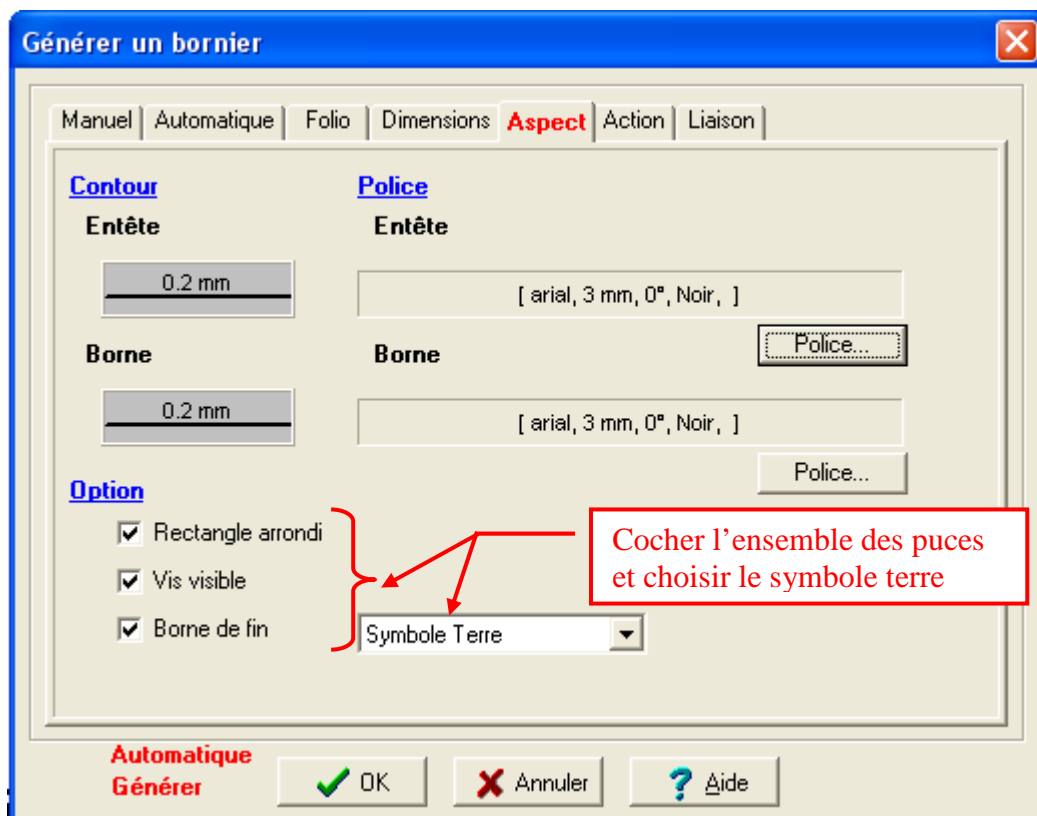 Générer un bornier
Manuel Automatique Folio Dimensions Aspect Action Liaison
Contour Police
Entête Entête
0.2 mm [ arial, 3 mm, 0°, Noir, ]
Police...
Borne Borne
0.2 mm [ arial, 3 mm, 0°, Noir, ]
Police...
Option
Rectangle arrondi
Vis visible
Borne de fin Symbole Terre
Cocher l’ensemble des puces
et choisir le symbole terre
Automatique
Générer
OK Annuler Aide